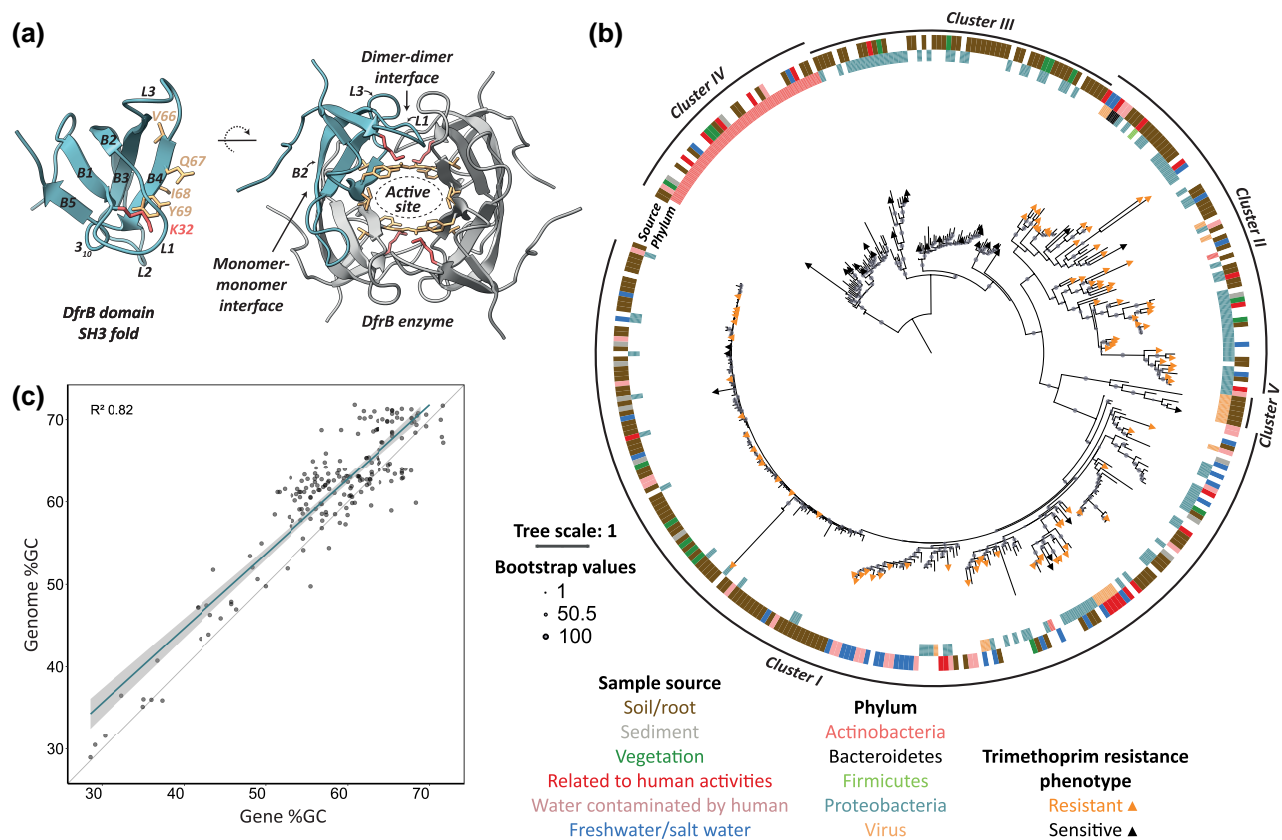 (a)
L3
V66
B2
Q67
B1
B3
B4
I68
B5
Y69
K32
3₁₀
L1
L2
DfrB domain
SH3 fold
Dimer-dimer
interface
L3
L1
B2
Active
site
Monomer-
monomer
interface
DfrB enzyme
(b)
Cluster III
Cluster IV
Cluster II
Cluster V
Cluster I
Source
Phylum
Tree scale: 1
Bootstrap values
1
50.5
100
Sample source
Soil/root
Sediment
Vegetation
Related to human activities
Water contaminated by human
Freshwater/salt water
Phylum
Actinobacteria
Bacteroidetes
Firmicutes
Proteobacteria
Virus
Trimethoprim resistance
phenotype
Resistant ▲
Sensitive ▲
(c)
R² 0.82
Genome %GC
70
60
50
40
30
30 40 50 60 70
Gene %GC